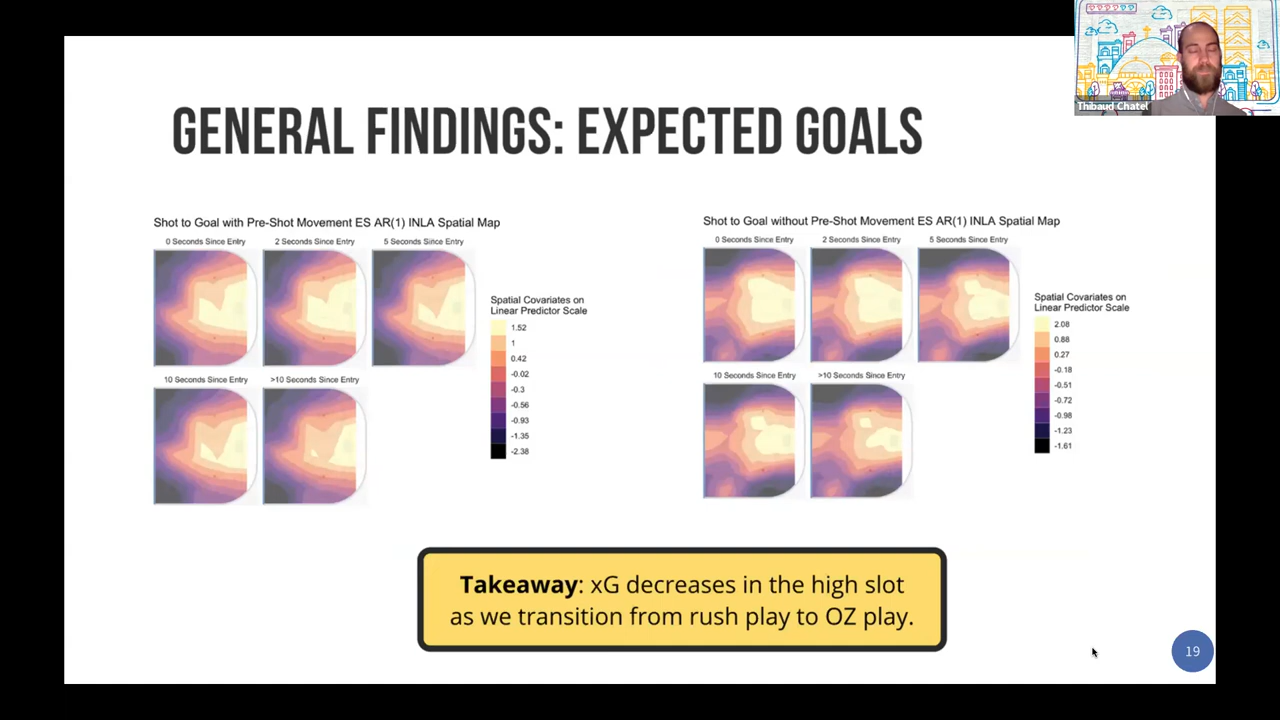 Thibaud Chatel
GENERAL FINDINGS: EXPECTED GOALS
Shot to Goal with Pre-Shot Movement ES AR(1) INLA Spatial Map
0 Seconds Since Entry
2 Seconds Since Entry
5 Seconds Since Entry
10 Seconds Since Entry
>10 Seconds Since Entry
Spatial Covariates on
Linear Predictor Scale
1.52
1
0.42
-0.02
-0.3
-0.56
-0.93
-1.35
-2.38
Shot to Goal without Pre-Shot Movement ES AR(1) INLA Spatial Map
0 Seconds Since Entry
2 Seconds Since Entry
5 Seconds Since Entry
10 Seconds Since Entry
>10 Seconds Since Entry
Spatial Covariates on
Linear Predictor Scale
2.08
0.88
0.27
-0.18
-0.51
-0.72
-0.98
-1.23
-1.61
Takeaway: xG decreases in the high slot
as we transition from rush play to OZ play.
19